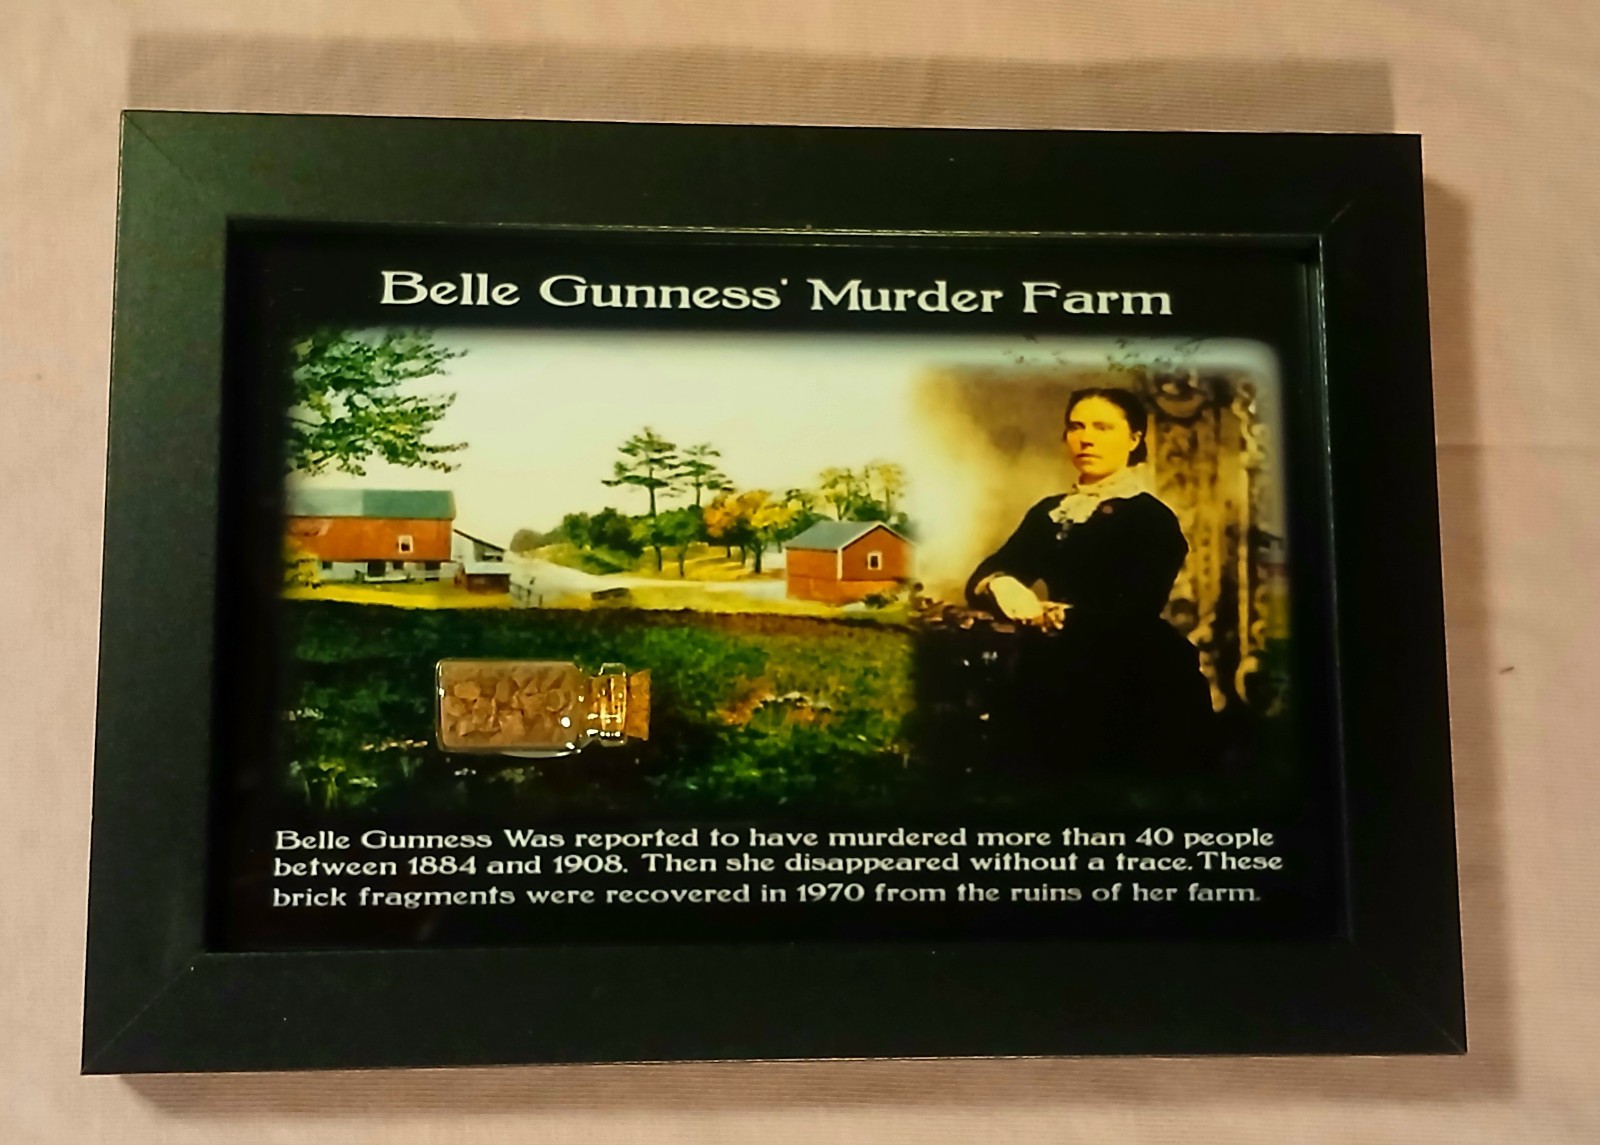 Belle Gunness' Murder Farm
Belle Gunness Was reported to have murdered more than 40 people
between 1884 and 1908. Then she disappeared without a trace. These
brick fragments were recovered in 1970 from the ruins of her farm.